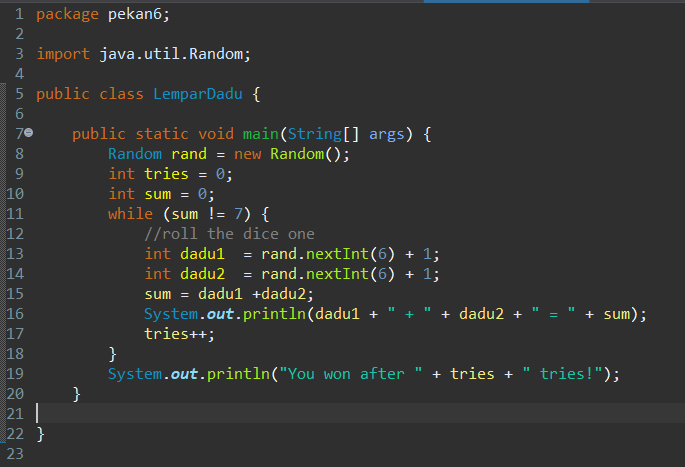 1 package pekan6;
2
3 import java.util.Random;
4
5 public class LemparDadu {
6
7     public static void main(String[] args) {
8         Random rand = new Random();
9         int tries = 0;
10         int sum = 0;
11         while (sum != 7) {
12             //roll the dice one
13             int dadu1  = rand.nextInt(6) + 1;
14             int dadu2  = rand.nextInt(6) + 1;
15             sum = dadu1 +dadu2;
16             System.out.println(dadu1 + " + " + dadu2 + " = " + sum);
17             tries++;
18         }
19         System.out.println("You won after " + tries + " tries!");
20     }
21
22 }
23